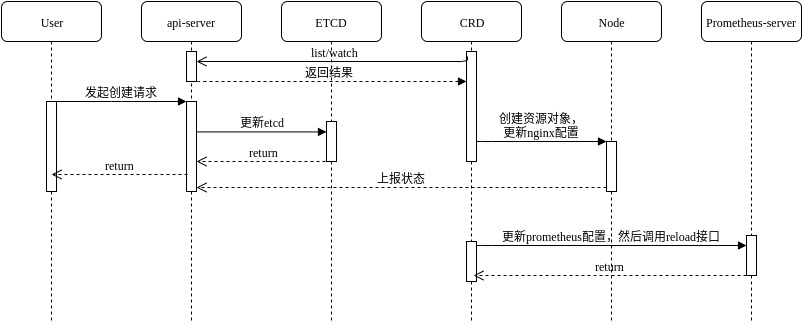 User
api-server
ETCD
CRD
Node
Prometheus-server
list/watch
返回结果
发起创建请求
创建资源对象，
更新nginx配置
更新etcd
return
return
上报状态
更新prometheus配置，然后调用reload接口
return